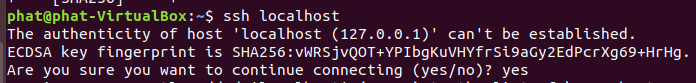 phat@phat-VirtualBox:~$ ssh localhost
The authenticity of host 'localhost (127.0.0.1)' can't be established.
ECDSA key fingerprint is SHA256:vWRSjvQOT+YPIbgKuVHYfrSi9aGy2EdPcrXg69+HrHg.
Are you sure you want to continue connecting (yes/no)? yes